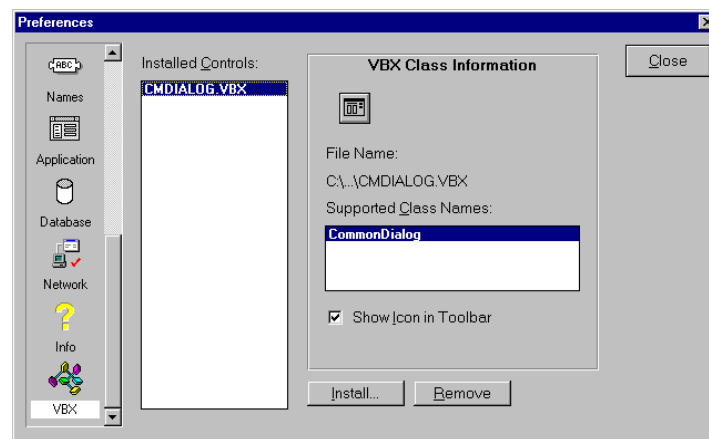 Preferences
ABC
Names
Application
Database
Network
Info
VBX
Installed Controls:
CMDIALOG.VBX
VBX Class Information
File Name:
C:\...\CMDIALOG.VBX
Supported Class Names:
CommonDialog
Show Icon in Toolbar
Install...
Remove
Close